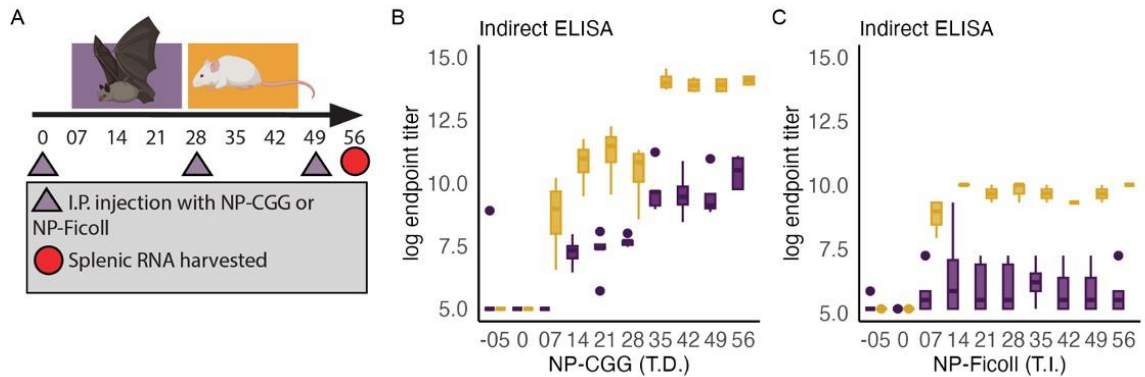 A
0 07 14 21 28 35 42 49 56
I.P. injection with NP-CGG or
NP-Ficoll
Splenic RNA harvested
B
Indirect ELISA
log endpoint titer
15.0
12.5
10.0
7.5
5.0
-05 0 07 14 21 28 35 42 49 56
NP-CGG (T.D.)
C
Indirect ELISA
log endpoint titer
15.0
12.5
10.0
7.5
5.0
-05 0 07 14 21 28 35 42 49 56
NP-Ficoll (T.I.)